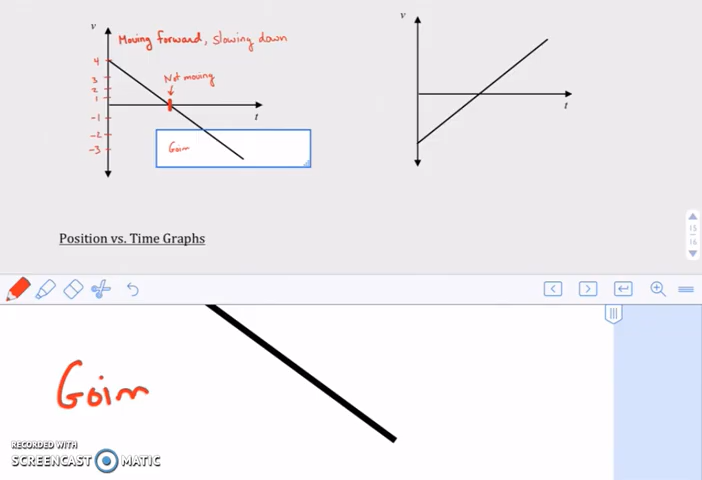 v
Moving forward, slowing down
4
3
2
1
-1
-2
-3
Not moving
t
Goin
v
t
Position vs. Time Graphs
15
16
Goin
RECORDED WITH
SCREENCAST MATIC